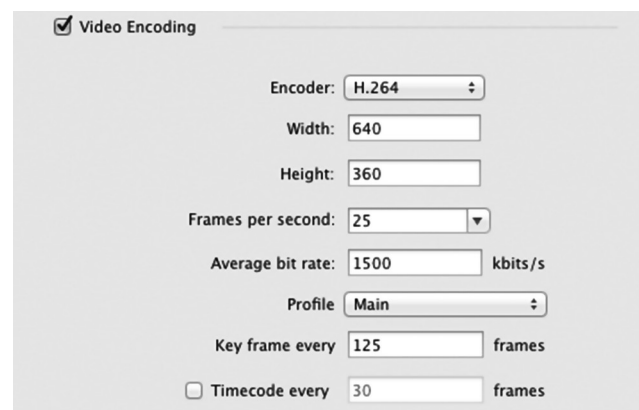 Video Encoding
Encoder: H.264
Width: 640
Height: 360
Frames per second: 25
Average bit rate: 1500 kbits/s
Profile Main
Key frame every 125 frames
Timecode every 30 frames